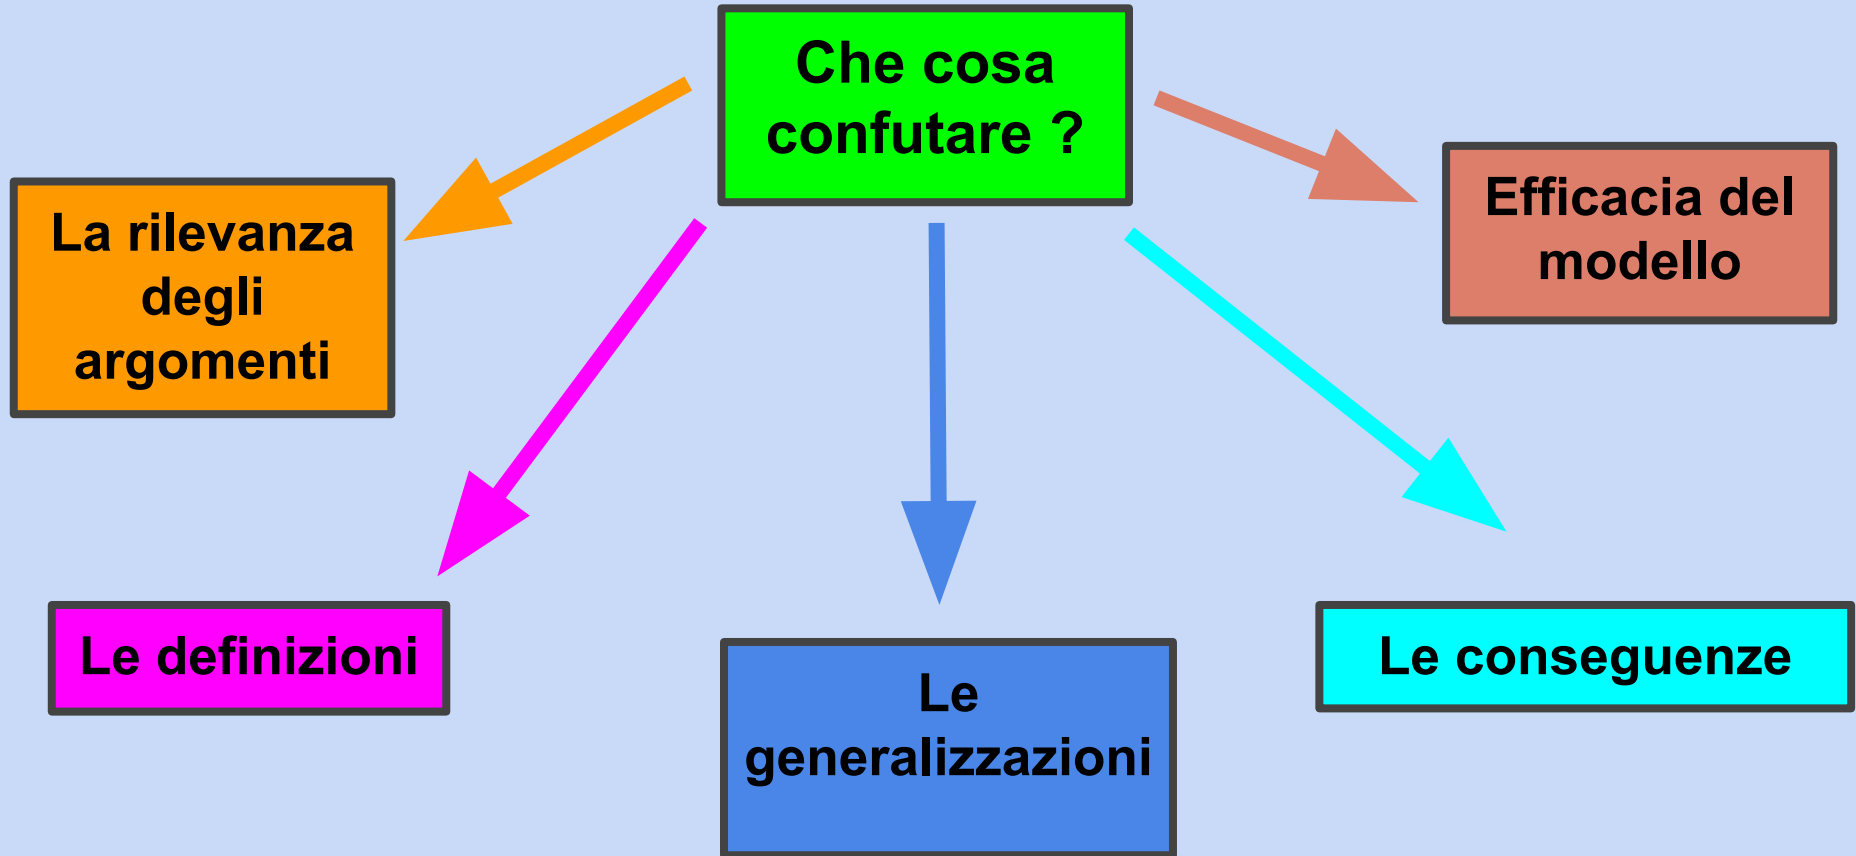 Che cosa
confutare ?
La rilevanza
degli
argomenti
Efficacia del
modello
Le definizioni
Le
generalizzazioni
Le conseguenze